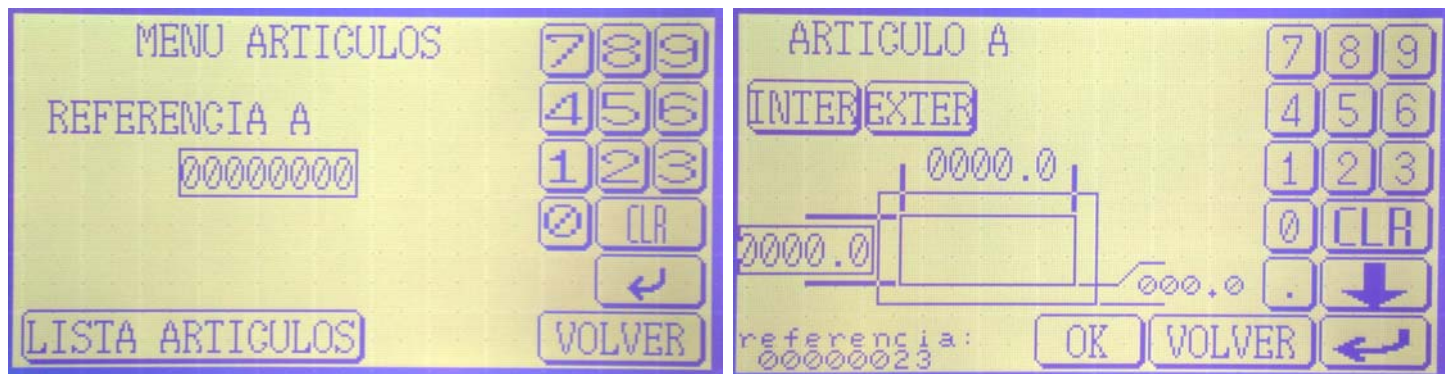 MENU ARTICULOS
REFERENCIA A
00000000
7 8 9
4 5 6
1 2 3
0 CLR
LISTA ARTICULOS
VOLVER
ARTICULO A
INTER EXTER
0000.0
0000.0
000.0
referencia:
00000023
OK
VOLVER
7 8 9
4 5 6
1 2 3
0 CLR
.